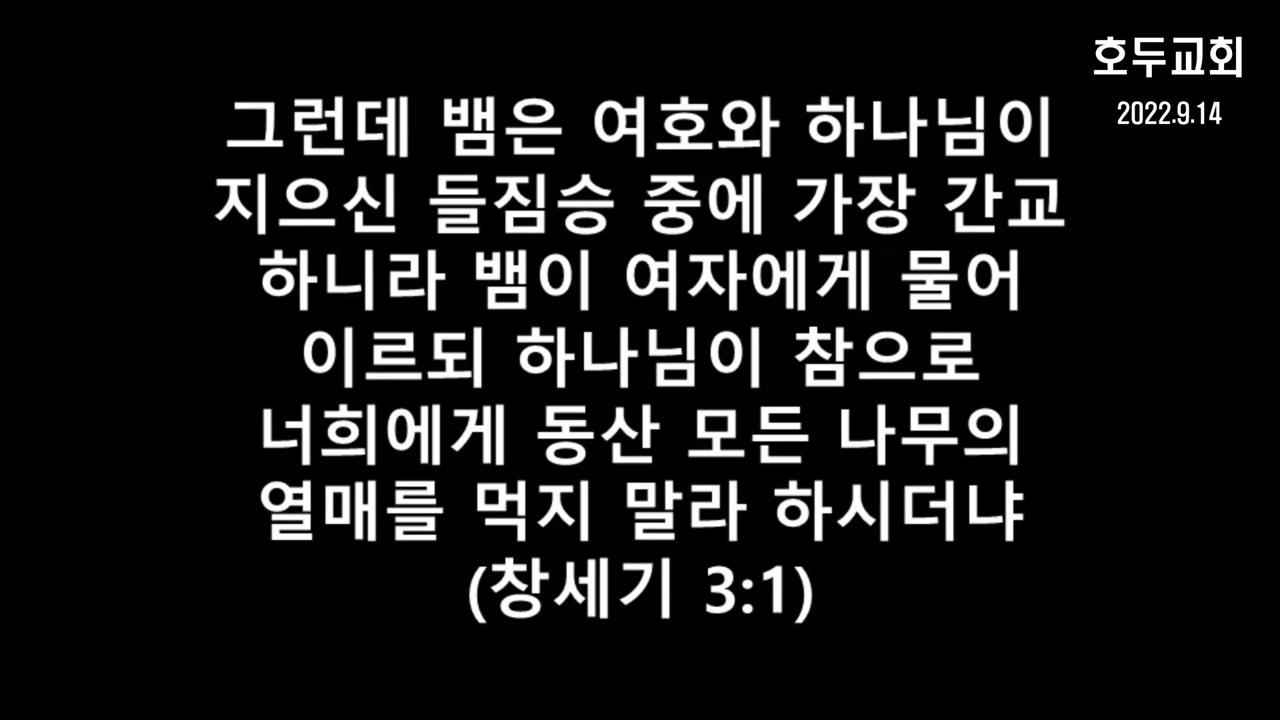 호두교회
2022.9.14
그런데 뱀은 여호와 하나님이
지으신 들짐승 중에 가장 간교
하니라 뱀이 여자에게 물어
이르되 하나님이 참으로
너희에게 동산 모든 나무의
열매를 먹지 말라 하시더냐
(창세기 3:1)